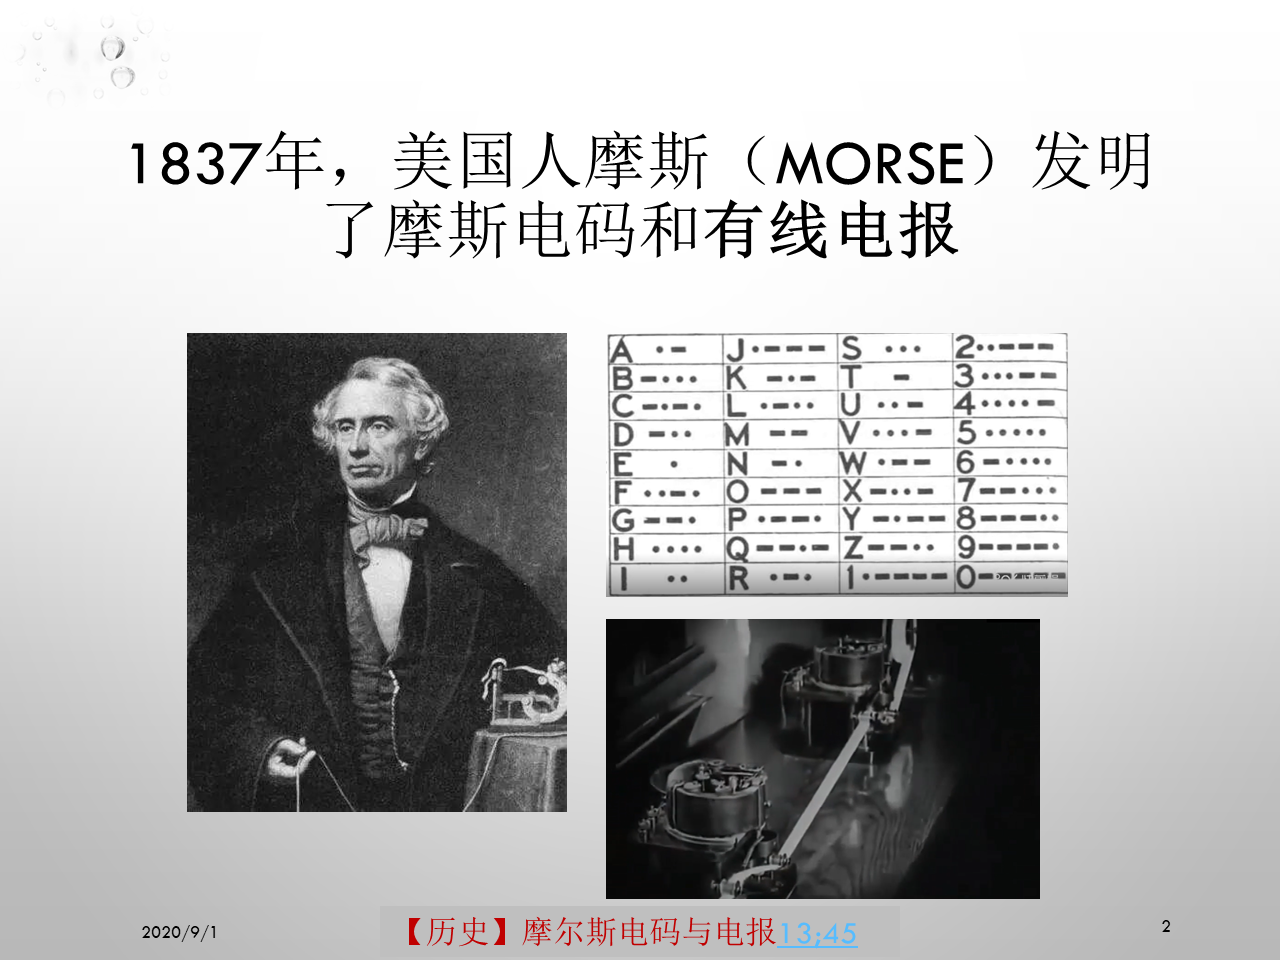 1837年，美国人摩斯（MORSE）发明
了摩斯电码和有线电报
A ·— J ·——— S ··· 2 ··———
B —··· K —·— T — 3 ···——
C —·—· L ·—·· U ··— 4 ····—
D —·· M —— V ···— 5 ·····
E · N —· W ·—— 6 —····
F ··—· O ——— X —··— 7 ——···
G ——· P ·——· Y —·—— 8 ———··
H ···· Q ——·— Z ——·· 9 ————·
I ·· R ·—· 1 ·———— 0 —————
2020/9/1
【历史】摩尔斯电码与电报13;45
2